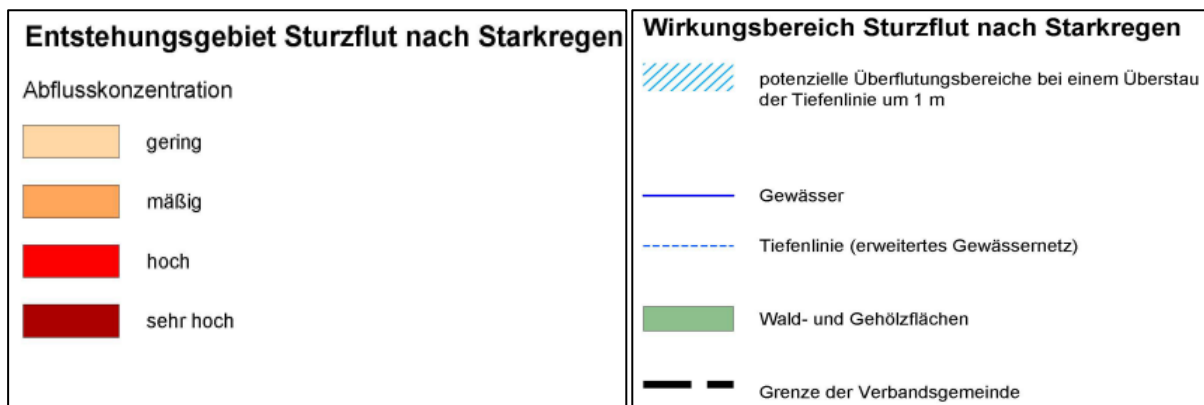 Entstehungsgebiet Sturzflut nach Starkregen
Abflusskonzentration
gering
mäßig
hoch
sehr hoch
Wirkungsbereich Sturzflut nach Starkregen
potenzielle Überflutungsbereiche bei einem Überstau
der Tiefenlinie um 1 m
Gewässer
Tiefenlinie (erweitertes Gewässernetz)
Wald- und Gehölzflächen
Grenze der Verbandsgemeinde